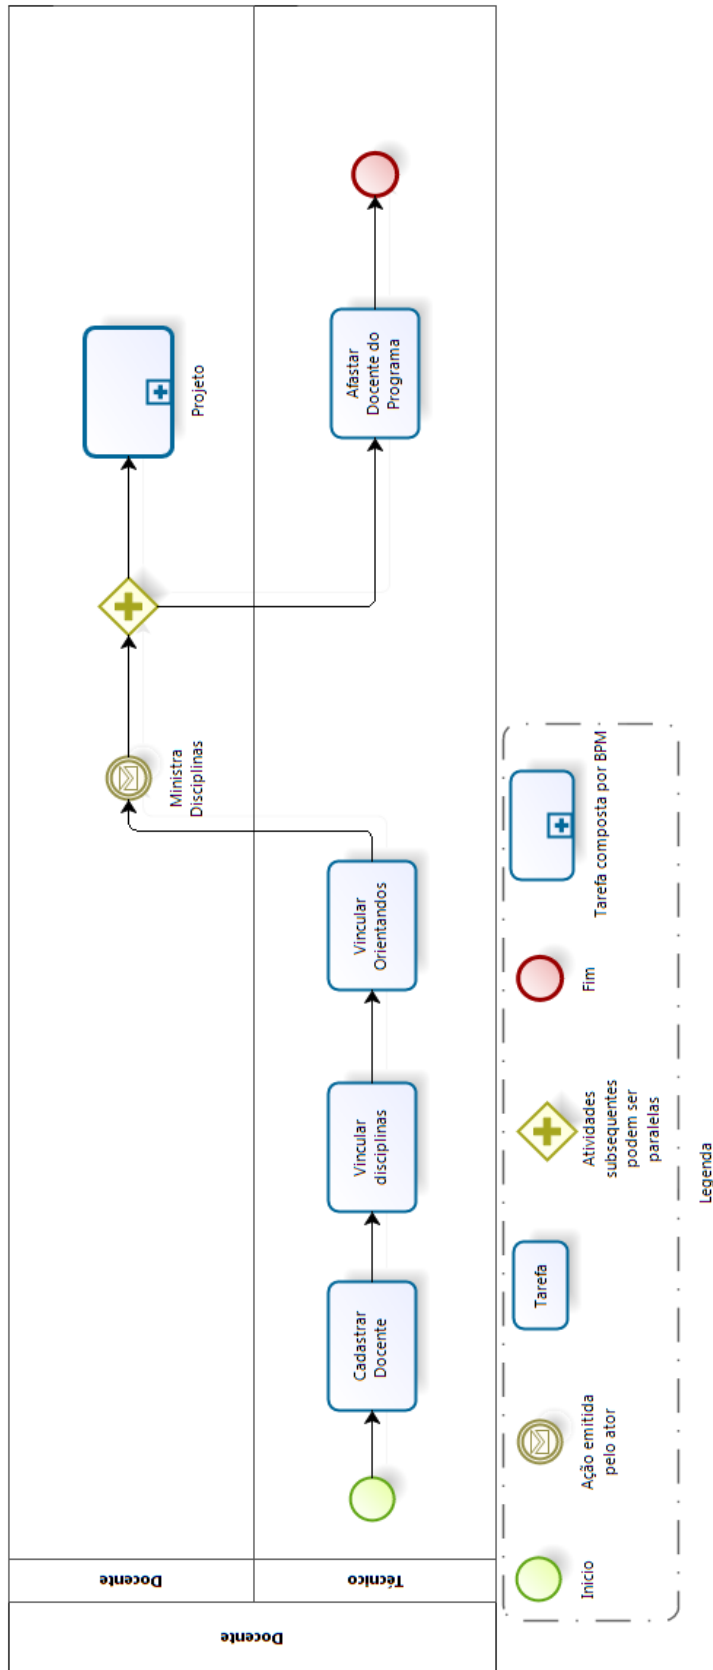 Docente
Docente
Técnico
Cadastrar
Docente
Vincular
disciplinas
Vincular
Orientandos
Ministra
Disciplinas
Projeto
Afastar
Docente do
Programa
Inicio
Ação emitida
pelo ator
Tarefa
Atividades
subsequentes
podem ser
paralelas
Fim
Tarefa composta por BPM
Legenda